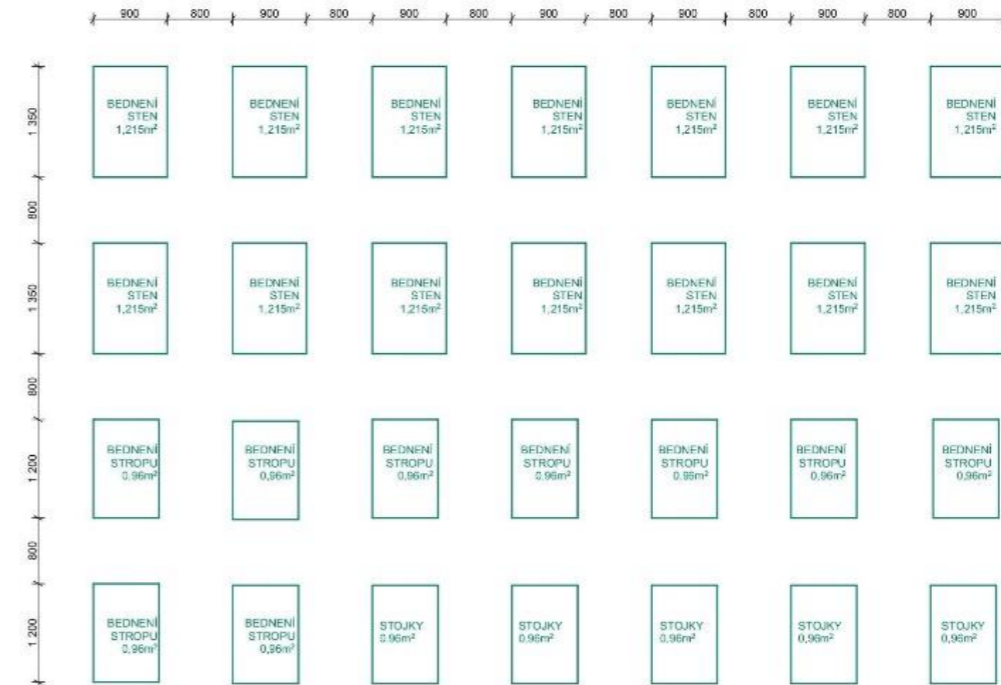 900 800 900 800 900 800 900 800 900 800 900 800 900
1 350
BEDNENÍ BEDNENÍ BEDNENÍ BEDNENÍ BEDNENÍ BEDNENÍ BEDNENÍ
STEN STEN STEN STEN STEN STEN STEN
1,215m² 1,215m² 1,215m² 1,215m² 1,215m² 1,215m² 1,215m²
800
1 350
BEDNENÍ BEDNENÍ BEDNENÍ BEDNENÍ BEDNENÍ BEDNENÍ BEDNENÍ
STEN STEN STEN STEN STEN STEN STEN
1,215m² 1,215m² 1,215m² 1,215m² 1,215m² 1,215m² 1,215m²
800
1 200
BEDNENÍ BEDNENÍ BEDNENÍ BEDNENÍ BEDNENÍ BEDNENÍ BEDNENÍ
STROPU STROPU STROPU STROPU STROPU STROPU STROPU
0,96m² 0,96m² 0,96m² 0,96m² 0,96m² 0,96m² 0,96m²
800
1 200
BEDNENÍ BEDNENÍ STOJKY STOJKY STOJKY STOJKY STOJKY
STROPU STROPU 0,96m² 0,96m² 0,96m² 0,96m² 0,96m²
0,96m² 0,96m²